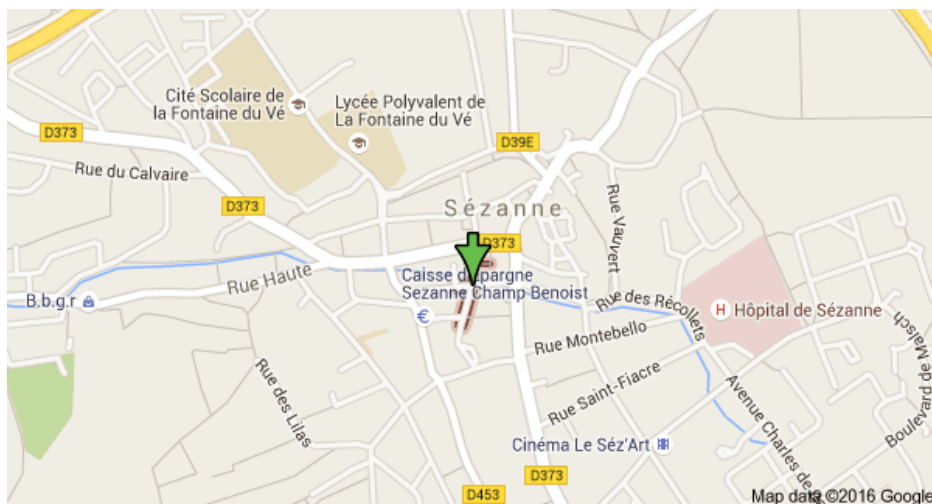 Cité Scolaire de
la Fontaine du Vé
Lycée Polyvalent de
La Fontaine du Vé
D373
D39E
Rue du Calvaire
D373
Sézanne
Rue Vauvert
D373
Rue Haute
Caisse d'Epargne
Sezanne Champ Benoist
€
B.b.g.r
Rue des Récollets
H
Hôpital de Sézanne
Rue Montebello
Boulevard de Malsch
Rue des Lilas
Rue Saint-Fiacre
Avenue Charles de
Cinéma Le Séz'Art
D373
D453
Map data ©2016 Google